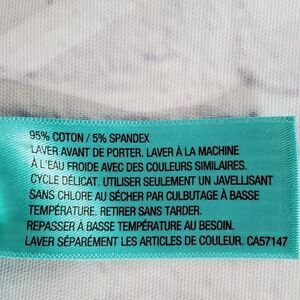 95% COTON / 5% SPANDEX
LAVER AVANT DE PORTER. LAVER À LA MACHINE
À L'EAU FROIDE AVEC DES COULEURS SIMILAIRES.
CYCLE DÉLICAT. UTILISER SEULEMENT UN JAVELLISANT
SANS CHLORE AU SÉCHER PAR CULBUTAGE À BASSE
TEMPÉRATURE. RETIRER SANS TARDER.
REPASSER À BASSE TEMPÉRATURE AU BESOIN.
LAVER SÉPARÉMENT LES ARTICLES DE COULEUR. CA57147